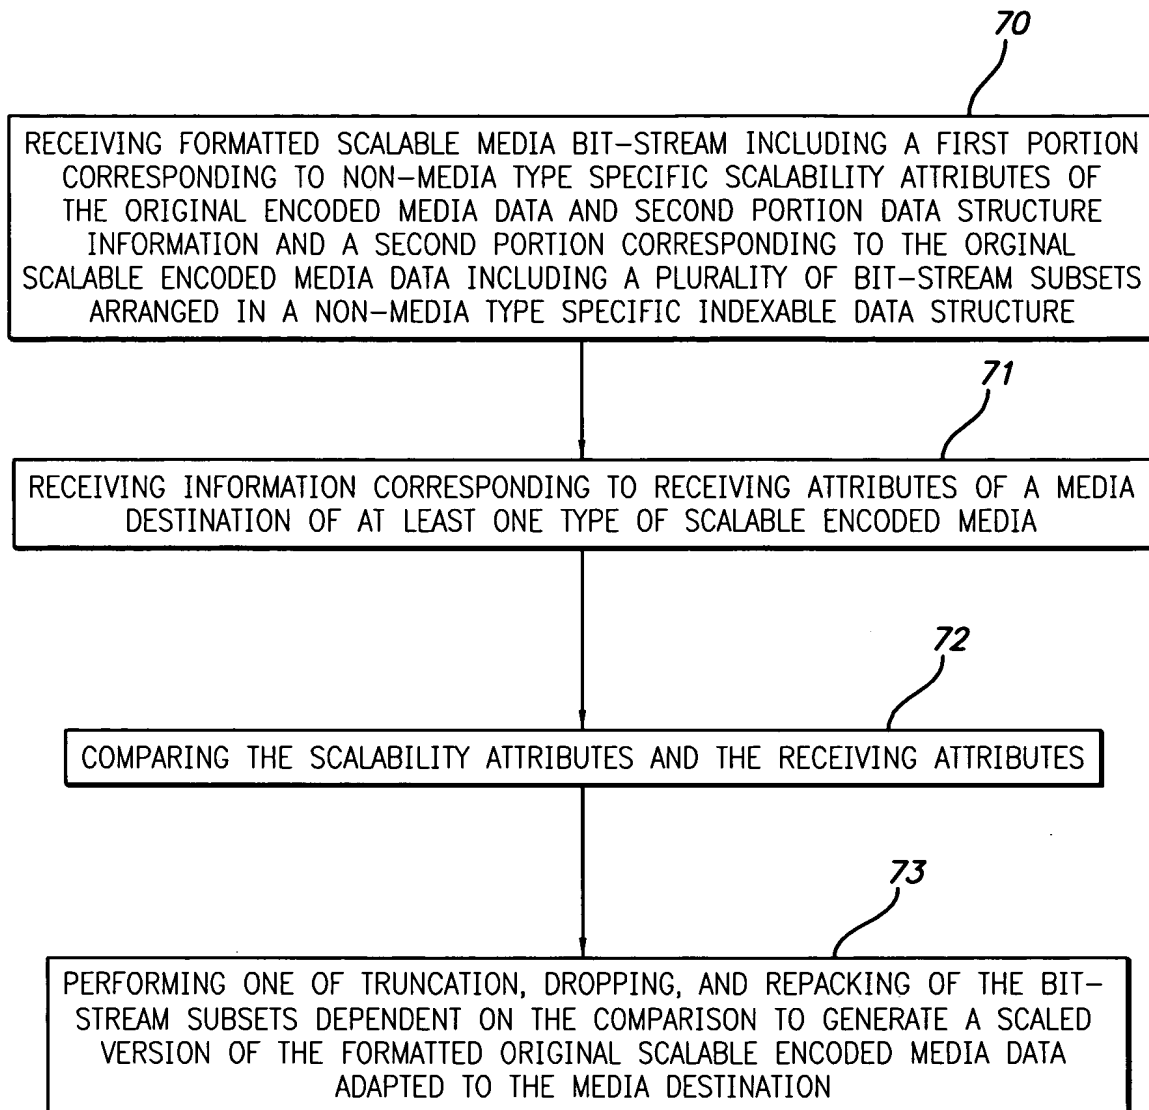 70
RECEIVING FORMATTED SCALABLE MEDIA BIT-STREAM INCLUDING A FIRST PORTION
CORRESPONDING TO NON-MEDIA TYPE SPECIFIC SCALABILITY ATTRIBUTES OF
THE ORIGINAL ENCODED MEDIA DATA AND SECOND PORTION DATA STRUCTURE
INFORMATION AND A SECOND PORTION CORRESPONDING TO THE ORGINAL
SCALABLE ENCODED MEDIA DATA INCLUDING A PLURALITY OF BIT-STREAM SUBSETS
ARRANGED IN A NON-MEDIA TYPE SPECIFIC INDEXABLE DATA STRUCTURE
71
RECEIVING INFORMATION CORRESPONDING TO RECEIVING ATTRIBUTES OF A MEDIA
DESTINATION OF AT LEAST ONE TYPE OF SCALABLE ENCODED MEDIA
72
COMPARING THE SCALABILITY ATTRIBUTES AND THE RECEIVING ATTRIBUTES
73
PERFORMING ONE OF TRUNCATION, DROPPING, AND REPACKING OF THE BIT-
STREAM SUBSETS DEPENDENT ON THE COMPARISON TO GENERATE A SCALED
VERSION OF THE FORMATTED ORIGINAL SCALABLE ENCODED MEDIA DATA
ADAPTED TO THE MEDIA DESTINATION